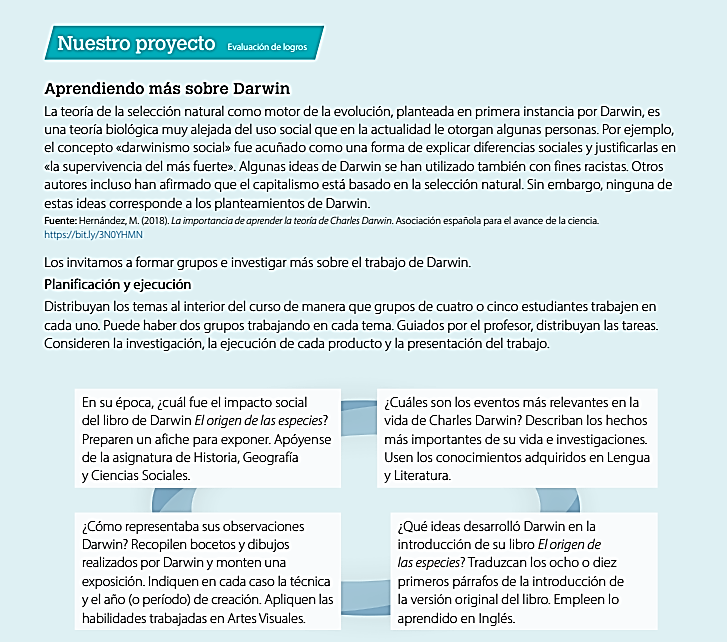 Nuestro proyecto Evaluación de logros
Aprendiendo más sobre Darwin
La teoría de la selección natural como motor de la evolución, planteada en primera instancia por Darwin, es
una teoría biológica muy alejada del uso social que en la actualidad le otorgan algunas personas. Por ejemplo,
el concepto «darwinismo social» fue acuñado como una forma de explicar diferencias sociales y justificarlas en
«la supervivencia del más fuerte». Algunas ideas de Darwin se han utilizado también con fines racistas. Otros
autores incluso han afirmado que el capitalismo está basado en la selección natural. Sin embargo, ninguna de
estas ideas corresponde a los planteamientos de Darwin.
Fuente: Hernández, M. (2018). La importancia de aprender la teoría de Charles Darwin. Asociación española para el avance de la ciencia.
https://bit.ly/3N0YHMN
Los invitamos a formar grupos e investigar más sobre el trabajo de Darwin.
Planificación y ejecución
Distribuyan los temas al interior del curso de manera que grupos de cuatro o cinco estudiantes trabajen en
cada uno. Puede haber dos grupos trabajando en cada tema. Guiados por el profesor, distribuyan las tareas.
Consideren la investigación, la ejecución de cada producto y la presentación del trabajo.
En su época, ¿cuál fue el impacto social
del libro de Darwin El origen de las especies?
Preparen un afiche para exponer. Apóyense
de la asignatura de Historia, Geografía
y Ciencias Sociales.
¿Cuáles son los eventos más relevantes en la
vida de Charles Darwin? Describan los hechos
más importantes de su vida e investigaciones.
Usen los conocimientos adquiridos en Lengua
y Literatura.
¿Cómo representaba sus observaciones
Darwin? Recopilen bocetos y dibujos
realizados por Darwin y monten una
exposición. Indiquen en cada caso la técnica
y el año (o período) de creación. Apliquen las
habilidades trabajadas en Artes Visuales.
¿Qué ideas desarrolló Darwin en la
introducción de su libro El origen de
las especies? Traduzcan los ocho o diez
primeros párrafos de la introducción de
la versión original del libro. Empleen lo
aprendido en Inglés.